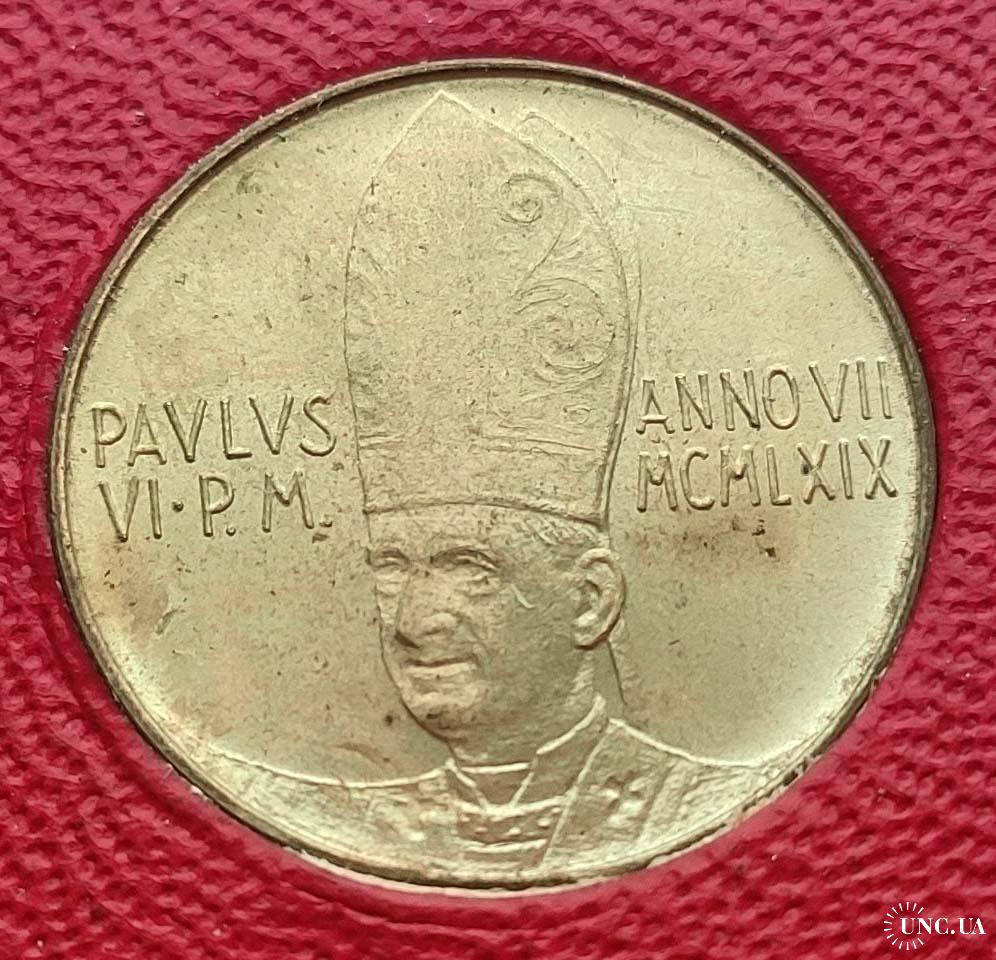 PAVLVS
VI·P.M.
ANNO VII
MCMLXIX
UNC.UA